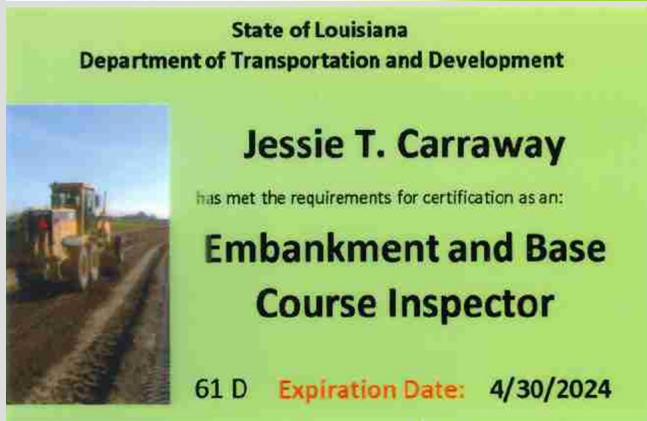 State of Louisiana
Department of Transportation and Development
Jessie T. Carraway
has met the requirements for certification as an:
Embankment and Base
Course Inspector
61 D Expiration Date: 4/30/2024